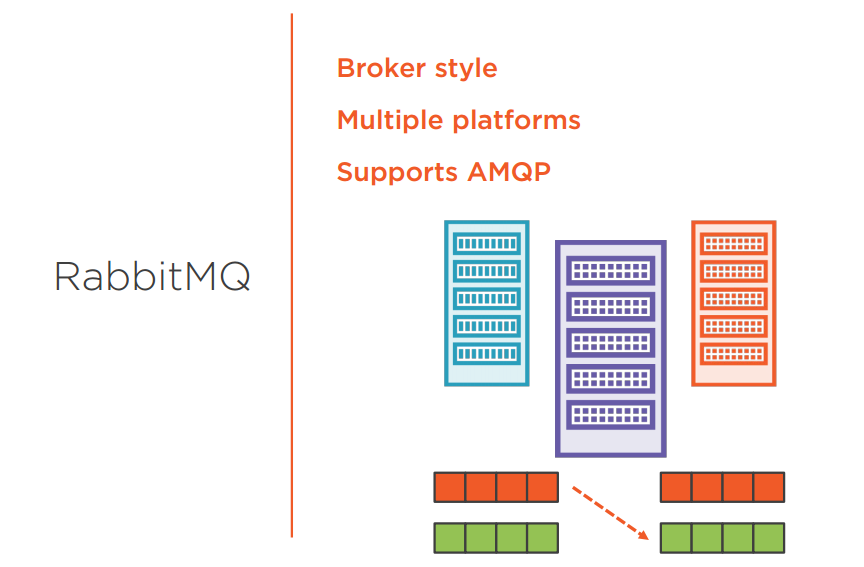 RabbitMQ
Broker style
Multiple platforms
Supports AMQP